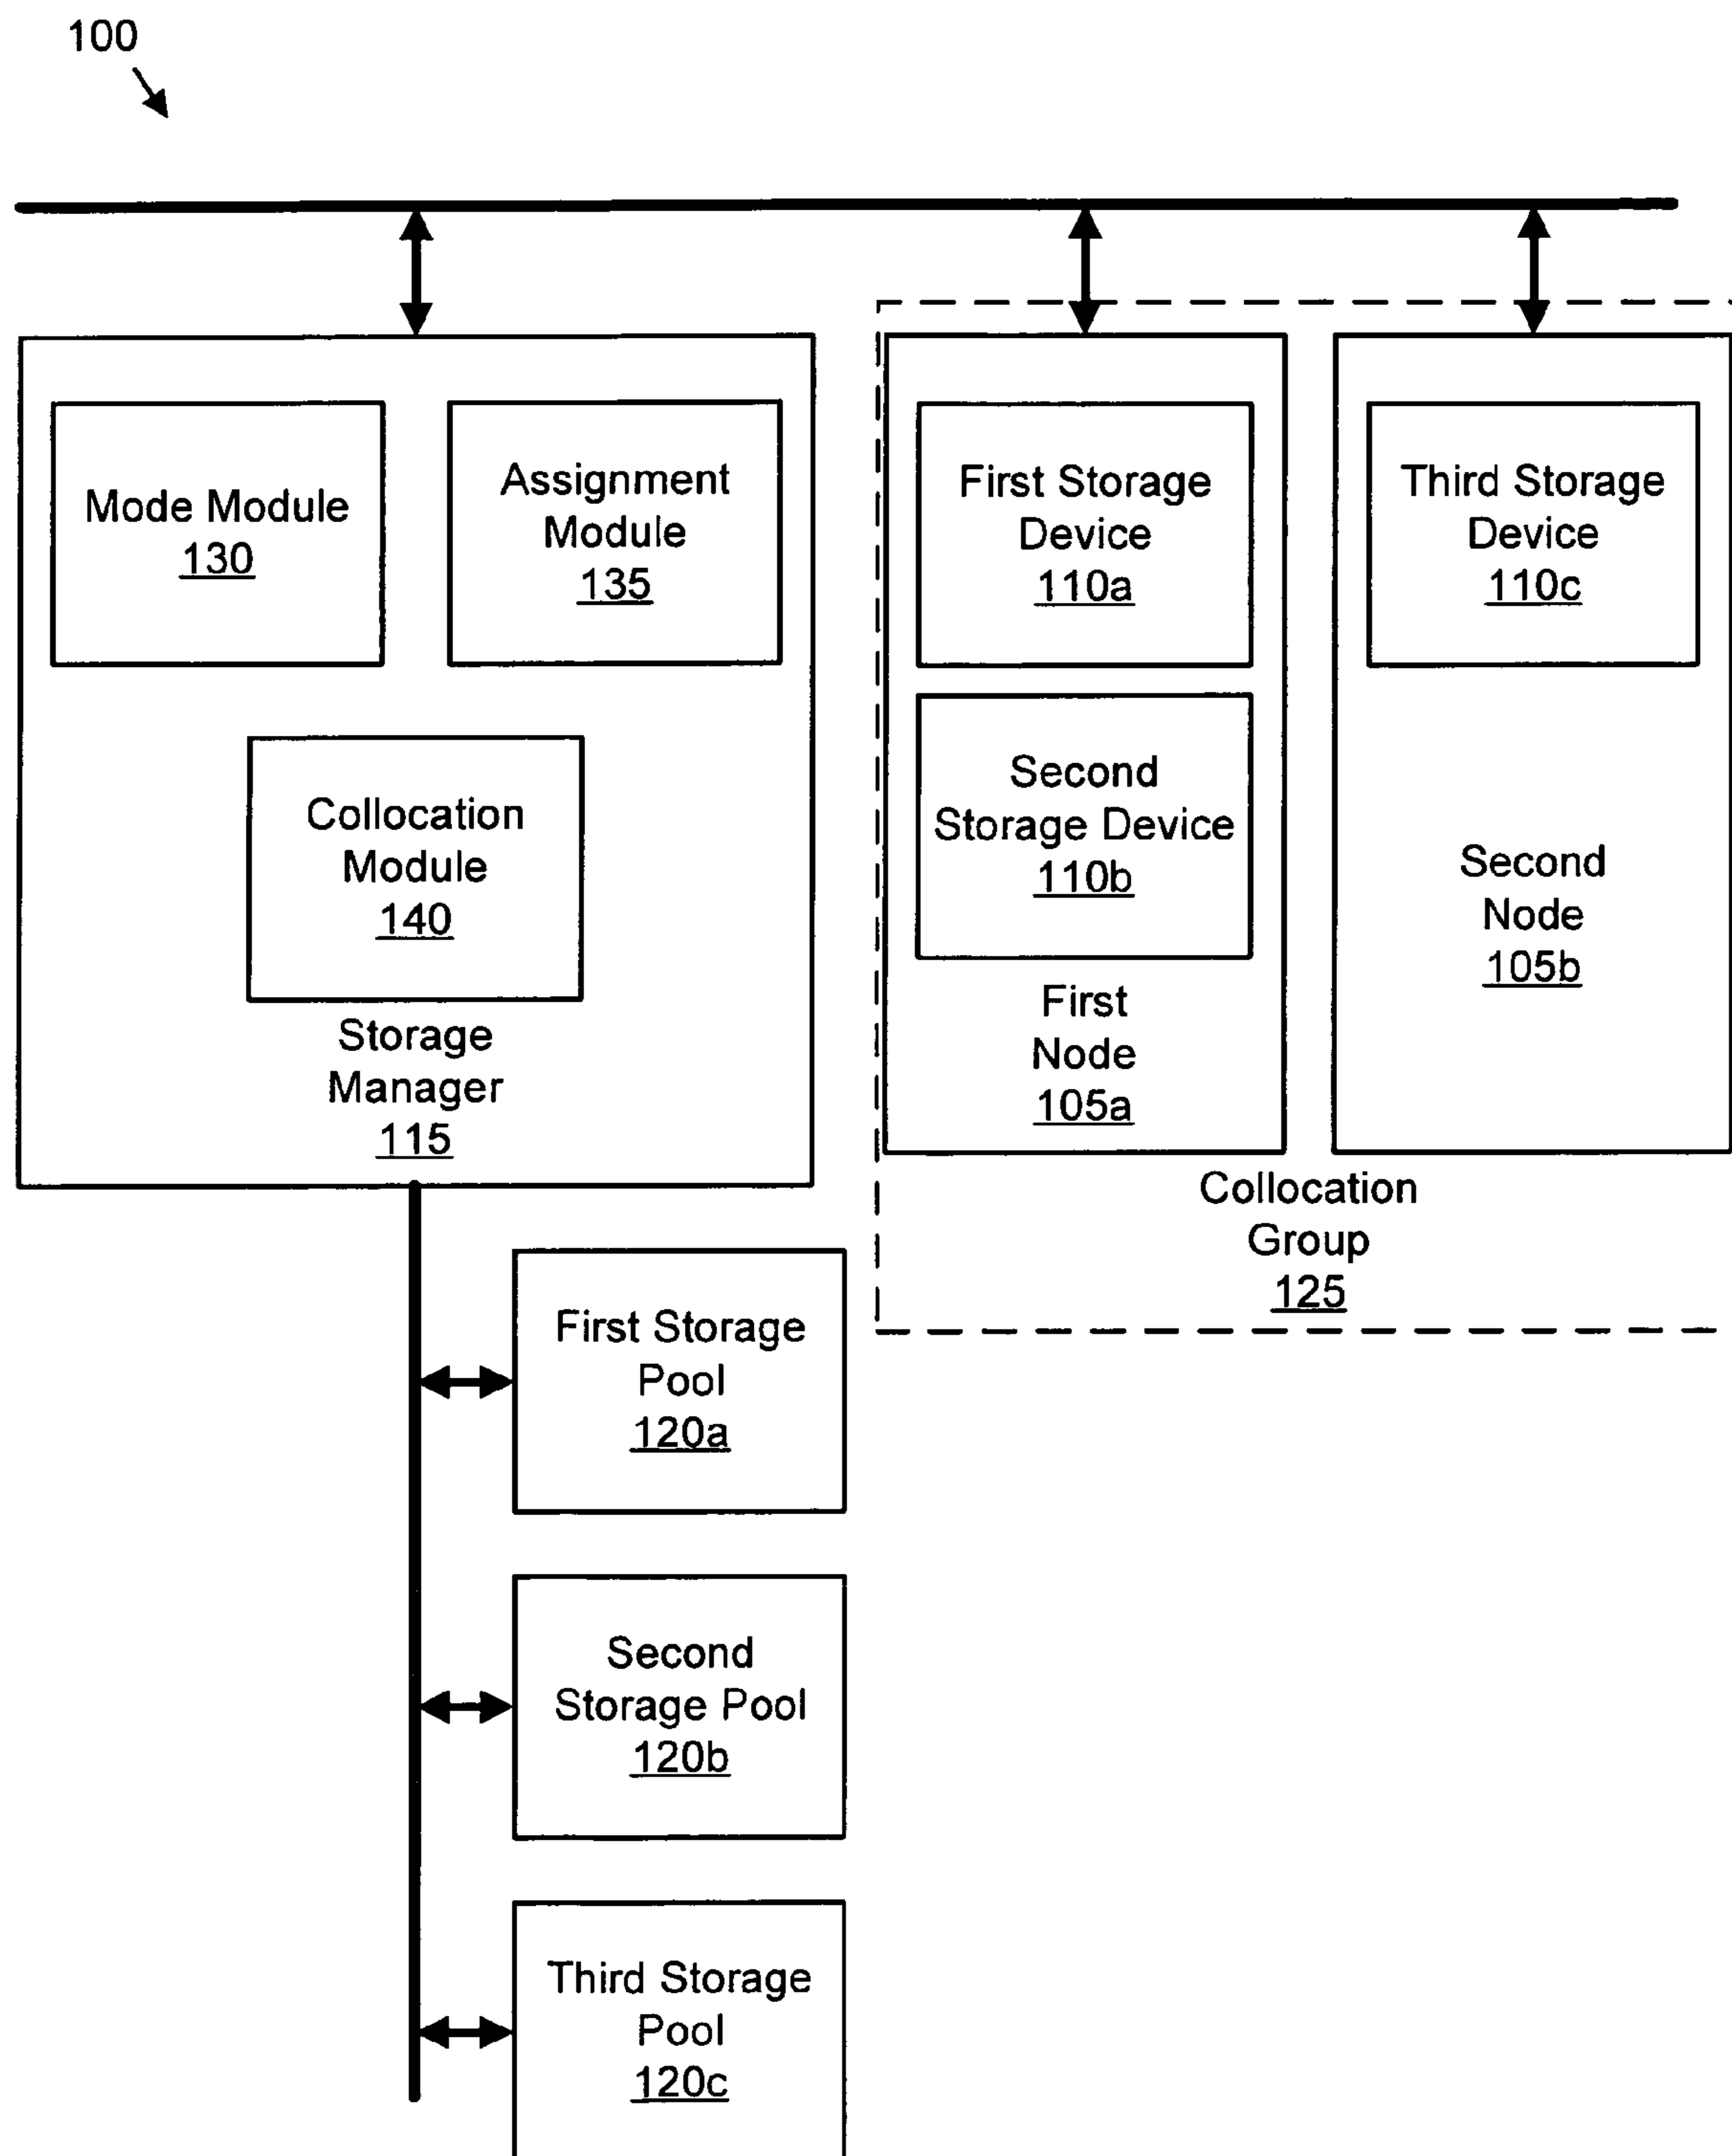 100
Mode Module
130
Assignment
Module
135
Collocation
Module
140
Storage
Manager
115
First Storage
Device
110a
Second
Storage Device
110b
First
Node
105a
Third Storage
Device
110c
Second
Node
105b
Collocation
Group
125
First Storage
Pool
120a
Second
Storage Pool
120b
Third Storage
Pool
120c